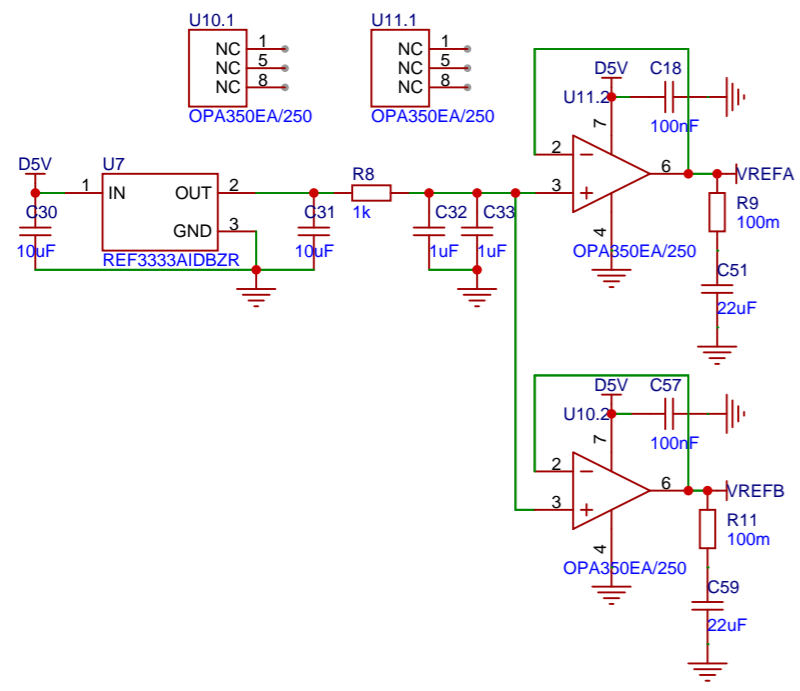 U10.1
NC 1
NC 5
NC 8
OPA350EA/250
U11.1
NC 1
NC 5
NC 8
OPA350EA/250
D5V
C18
U11.2
100nF
7
2
3
6
4
VREFA
OPA350EA/250
R9
100m
C51
22uF
D5V
U7
1 IN
OUT 2
GND 3
REF3333AIDBZR
C30
10uF
C31
10uF
R8
1k
C32
1uF
C33
1uF
D5V
C57
U10.2
100nF
7
2
3
6
4
VREFB
OPA350EA/250
R11
100m
C59
22uF